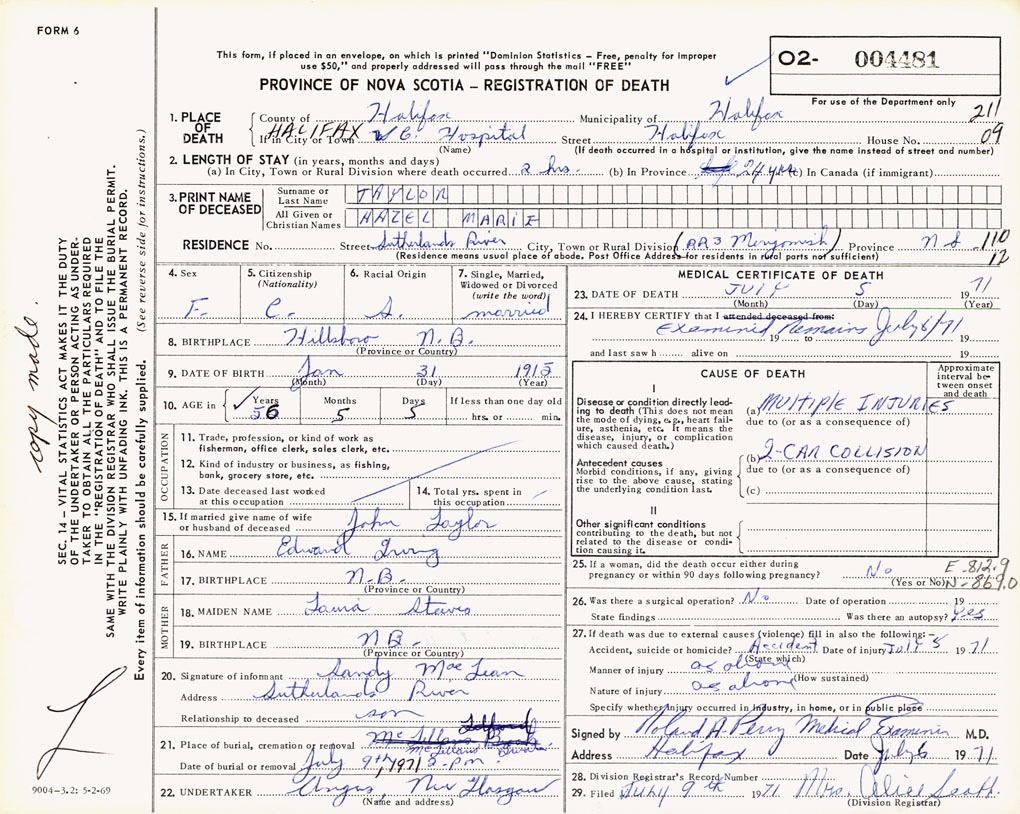 FORM 6
This form, if placed in an envelope, on which is printed "Dominion Statistics – Free, penalty for improper
use $50," and properly addressed will pass through the mail "FREE"
O2- 004481
For use of the Department only
PROVINCE OF NOVA SCOTIA – REGISTRATION OF DEATH
211
09
1. PLACE OF DEATH
County of Halifax Municipality of Halifax
If in City or Town HALIFAX V.G. Hospital Street Halifax House No.
(Name) (If death occurred in a hospital or institution, give the name instead of street and number)
2. LENGTH OF STAY (in years, months and days)
(a) In City, Town or Rural Division where death occurred 2 hrs. (b) In Province 24 yrs (c) In Canada (if immigrant)
3. PRINT NAME OF DECEASED
Surname or Last Name TAYLOR
All Given or Christian Names HAZEL MARIE
RESIDENCE No. Street Sutherlands River City, Town or Rural Division (RR3 Merigomish) Province N S 110
(Residence means usual place of abode. Post Office Address for residents in rural parts not sufficient) 12
4. Sex F.
5. Citizenship (Nationality) C.
6. Racial Origin
7. Single, Married, Widowed or Divorced (write the word) married
8. BIRTHPLACE Hillsboro N.B.
(Province or Country)
9. DATE OF BIRTH Jan 31 1915
(Month) (Day) (Year)
10. AGE in Years 56 Months 5 Days 5 If less than one day old
hrs. or min.
OCCUPATION
11. Trade, profession, or kind of work as
fisherman, office clerk, sales clerk, etc.
12. Kind of industry or business, as fishing,
bank, grocery store, etc.
13. Date deceased last worked
at this occupation
14. Total yrs. spent in
this occupation
15. If married give name of wife
or husband of deceased John Taylor
FATHER
16. NAME Edward Irving
17. BIRTHPLACE N.B.
(Province or Country)
MOTHER
18. MAIDEN NAME Steves
19. BIRTHPLACE N B.
(Province or Country)
20. Signature of informant Sandy MacLean
Address Sutherlands River
Relationship to deceased son
21. Place of burial, cremation or removal McLellans
Date of burial or removal July 9th, 1971 P.M.
22. UNDERTAKER Angus, New Glasgow
(Name and address)
MEDICAL CERTIFICATE OF DEATH
23. DATE OF DEATH JULY 5 1971
(Month) (Day) (Year)
24. I HEREBY CERTIFY that I attended deceased from:
Examined Remains July 6/71
19 to 19
and last saw h alive on 19
CAUSE OF DEATH
Approximate interval between onset and death
I
Disease or condition directly leading to death (This does not mean the mode of dying, e.g., heart failure, asthenia, etc. It means the disease, injury, or complication which caused death.)
(a) MULTIPLE INJURIES
due to (or as a consequence of)
Antecedent causes
Morbid conditions, if any, giving rise to the above cause, stating the underlying condition last.
(b) 2-CAR COLLISION
due to (or as a consequence of)
(c)
II
Other significant conditions
contributing to the death, but not related to the disease or condition causing it.
25. If a woman, did the death occur either during
pregnancy or within 90 days following pregnancy? No
(Yes or No)
E-812.9
N-869.0
26. Was there a surgical operation? No Date of operation 19
State findings Was there an autopsy? Yes
27. If death was due to external causes (violence) fill in also the following:–
Accident, suicide or homicide? Accident Date of injury JULY 5 1971
(State which)
Manner of injury as above
(How sustained)
Nature of injury as above
Specify whether injury occurred in industry, in home, or in public place
Signed by Roland A. Perry Medical Examiner M.D.
Address Halifax Date July 6 1971
28. Division Registrar's Record Number
29. Filed JULY 9th 1971 Mrs. Alice Scott.
(Division Registrar)
SEC. 14 – VITAL STATISTICS ACT MAKES IT THE DUTY
OF THE UNDERTAKER OR PERSON ACTING AS UNDER-
TAKER TO OBTAIN ALL THE PARTICULARS REQUIRED
IN THE "REGISTRATION OF DEATH" AND TO FILE THE
SAME WITH THE DIVISION REGISTRAR WHO SHALL ISSUE THE BURIAL PERMIT.
WRITE PLAINLY WITH UNFADING INK. THIS IS A PERMANENT RECORD.
Every item of information should be carefully supplied. (See reverse side for instructions.)
copy made.
9004-3.2: 5-2-69